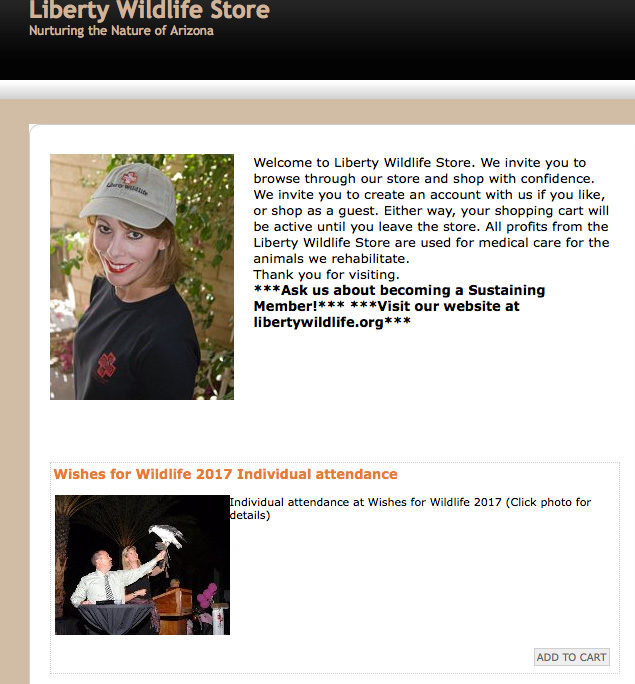 Liberty Wildlife Store
Nurturing the Nature of Arizona
Liberty Wildlife
Welcome to Liberty Wildlife Store. We invite you to
browse through our store and shop with confidence.
We invite you to create an account with us if you like,
or shop as a guest. Either way, your shopping cart will
be active until you leave the store. All profits from the
Liberty Wildlife Store are used for medical care for the
animals we rehabilitate.
Thank you for visiting.
***Ask us about becoming a Sustaining
Member!*** ***Visit our website at
libertywildlife.org***
Wishes for Wildlife 2017 Individual attendance
Individual attendance at Wishes for Wildlife 2017 (Click photo for
details)
ADD TO CART